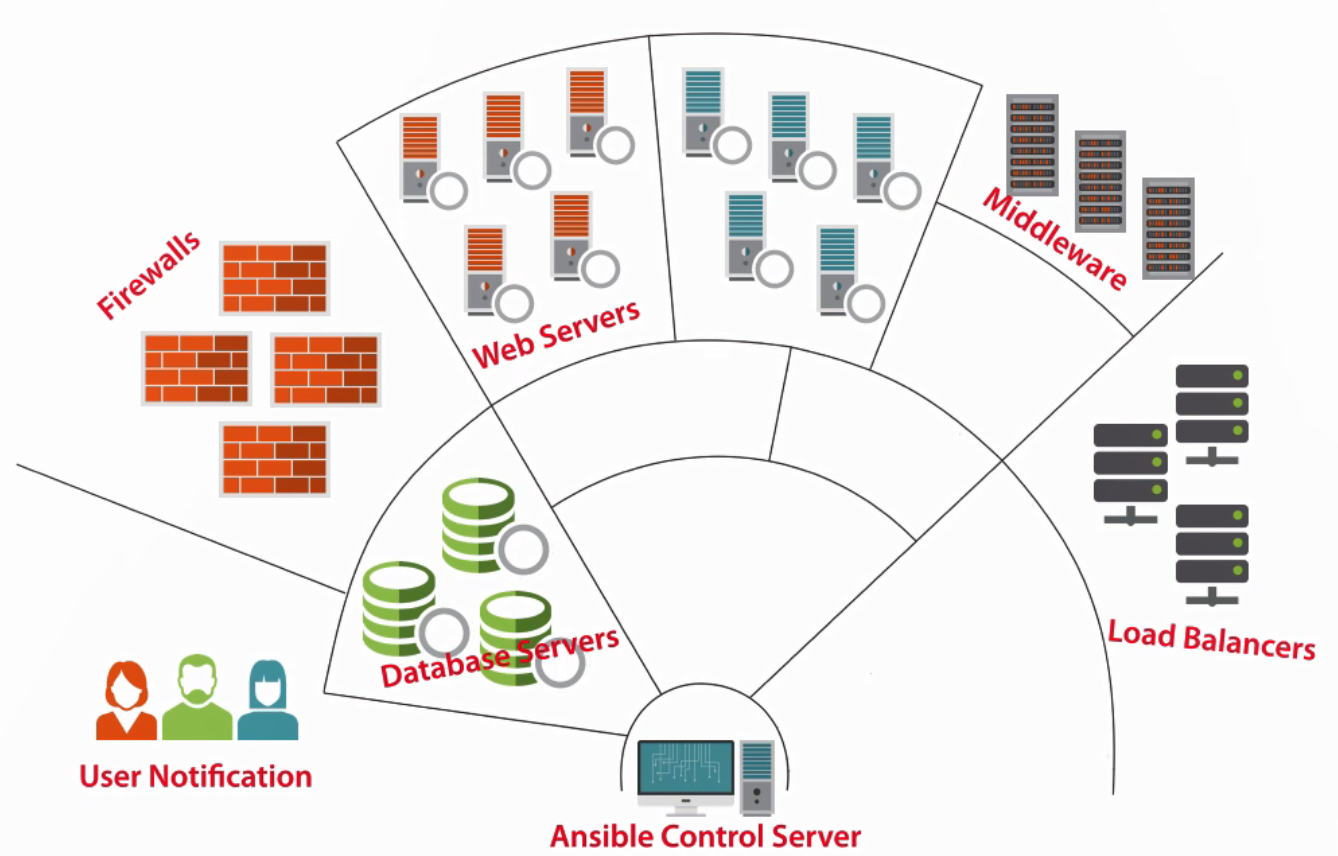 Middleware
Firewalls
Web Servers
Load Balancers
Database Servers
User Notification
Ansible Control Server